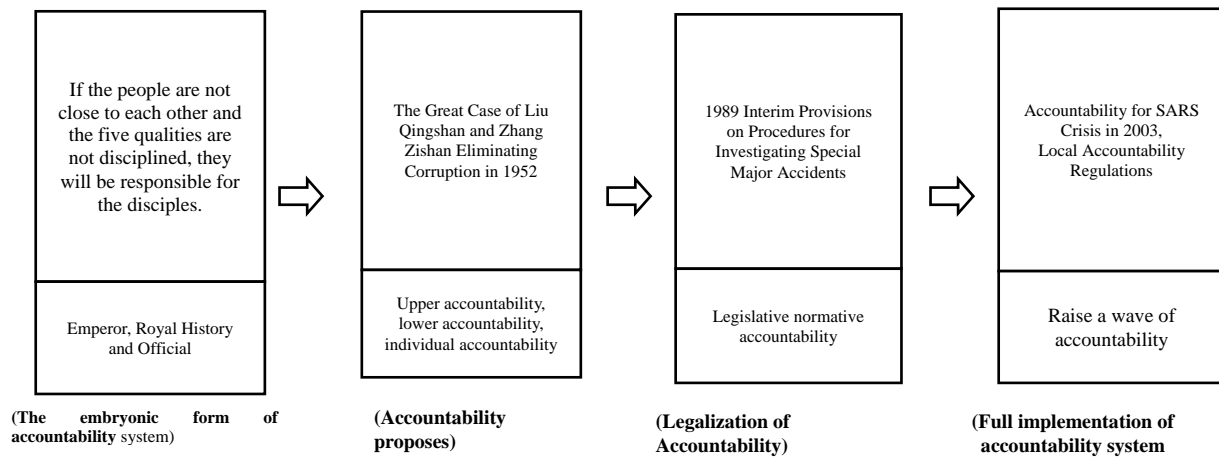 If the people are not
close to each other and
the five qualities are
not disciplined, they
will be responsible for
the disciples.
Emperor, Royal History
and Official
(The embryonic form of
accountability system)
The Great Case of Liu
Qingshan and Zhang
Zishan Eliminating
Corruption in 1952
Upper accountability,
lower accountability,
individual accountability
(Accountability
proposes)
1989 Interim Provisions
on Procedures for
Investigating Special
Major Accidents
Legislative normative
accountability
(Legalization of
Accountability)
Accountability for SARS
Crisis in 2003,
Local Accountability
Regulations
Raise a wave of
accountability
(Full implementation of
accountability system